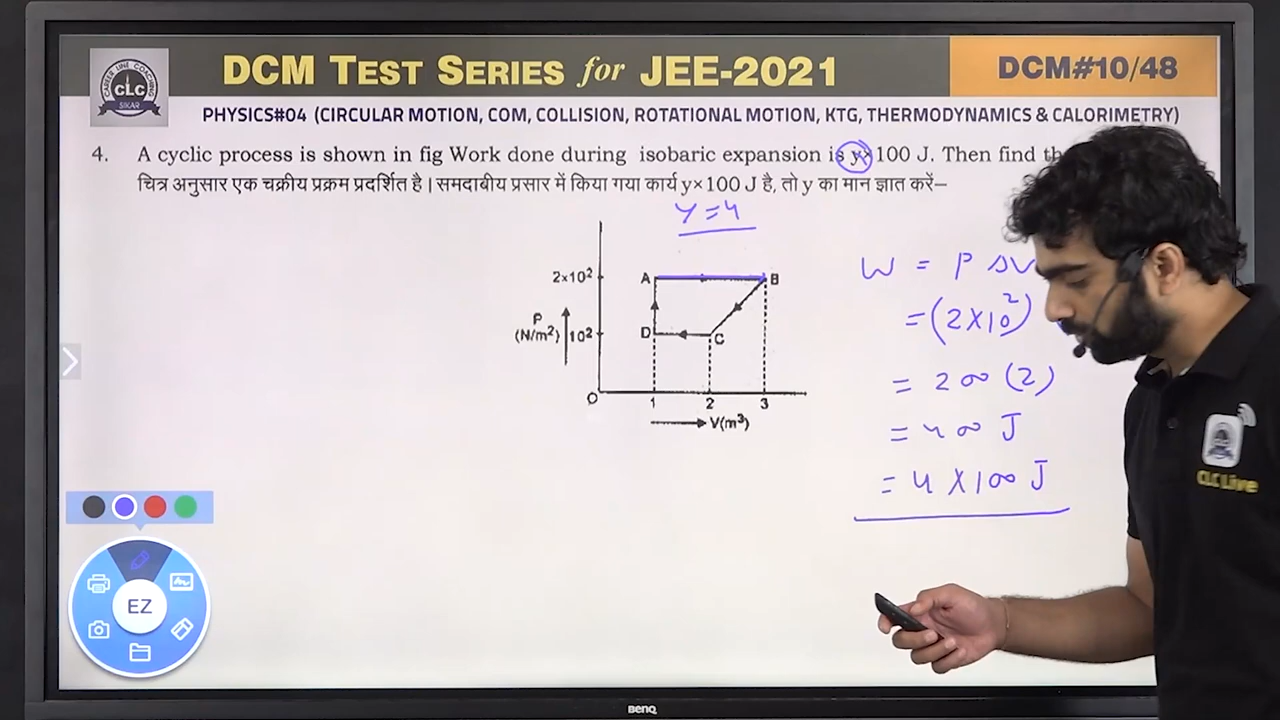 DCM TEST SERIES for JEE-2021
DCM#10/48
CAREER LINE COACHING
CLC
SIKAR
PHYSICS#04 (CIRCULAR MOTION, COM, COLLISION, ROTATIONAL MOTION, KTG, THERMODYNAMICS & CALORIMETRY)
4. A cyclic process is shown in fig Work done during isobaric expansion is y×100 J. Then find
चित्र अनुसार एक चक्रीय प्रक्रम प्रदर्शित है। समदाबीय प्रसार में किया गया कार्य y×100 J है, तो y का मान ज्ञात करें–
y = 4
2×10²
A
B
P
(N/m²)
10²
D
C
O
1
2
3
V(m³)
W = P ΔV
= (2×10²)
= 200 (2)
= 400 J
= 4 × 100 J
EZ
CLC Live
BENQ